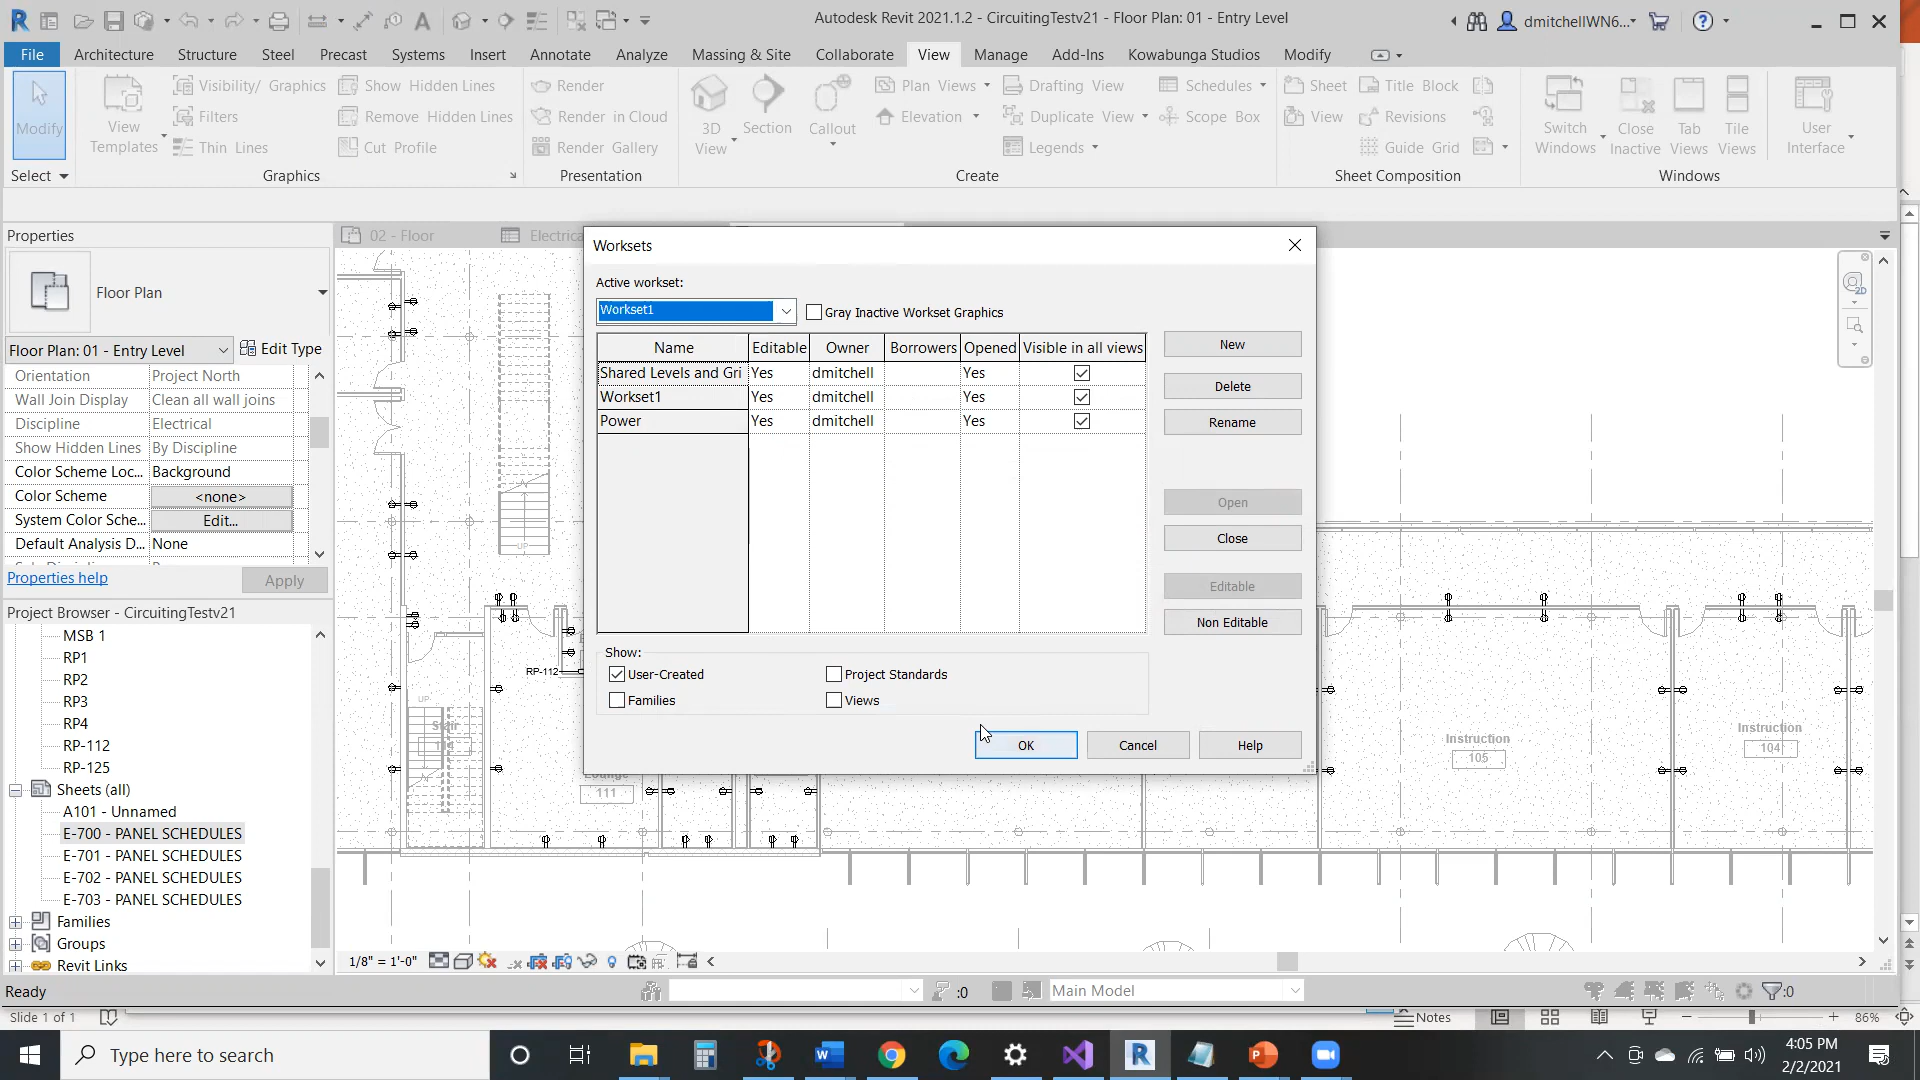 Autodesk Revit 2021.1.2 - CircuitingTestv21 - Floor Plan: 01 - Entry Level
dmitchellWN6...
File Architecture Structure Steel Precast Systems Insert Annotate Analyze Massing & Site Collaborate View Manage Add-Ins Kowabunga Studios Modify
Modify
View Templates
Visibility/ Graphics
Filters
Thin Lines
Show Hidden Lines
Remove Hidden Lines
Cut Profile
Render
Render in Cloud
Render Gallery
3D View
Section
Callout
Plan Views
Elevation
Drafting View
Duplicate View
Legends
Schedules
Scope Box
Sheet
View
Title Block
Revisions
Guide Grid
Switch Windows
Close Inactive
Tab Views
Tile Views
User Interface
Select Graphics Presentation Create Sheet Composition Windows
Properties
Floor Plan
Floor Plan: 01 - Entry Level Edit Type
Orientation Project North
Wall Join Display Clean all wall joins
Discipline Electrical
Show Hidden Lines By Discipline
Color Scheme Loc... Background
Color Scheme <none>
System Color Sche... Edit...
Default Analysis D... None
Properties help Apply
Project Browser - CircuitingTestv21
MSB 1
RP1
RP2
RP3
RP4
RP-112
RP-125
Sheets (all)
A101 - Unnamed
E-700 - PANEL SCHEDULES
E-701 - PANEL SCHEDULES
E-702 - PANEL SCHEDULES
E-703 - PANEL SCHEDULES
Families
Groups
Revit Links
02 - Floor Electrica
Worksets
Active workset:
Workset1 Gray Inactive Workset Graphics
Name Editable Owner Borrowers Opened Visible in all views
Shared Levels and Gri Yes dmitchell Yes
Workset1 Yes dmitchell Yes
Power Yes dmitchell Yes
New
Delete
Rename
Open
Close
Editable
Non Editable
Show:
User-Created Project Standards
Families Views
OK Cancel Help
UP
RP-112
UP
Stair
Lounge
111
Instruction
105
Instruction
104
2D
1/8" = 1'-0"
Ready :0 Main Model :0
Slide 1 of 1 Notes 86%
Type here to search
4:05 PM
2/2/2021